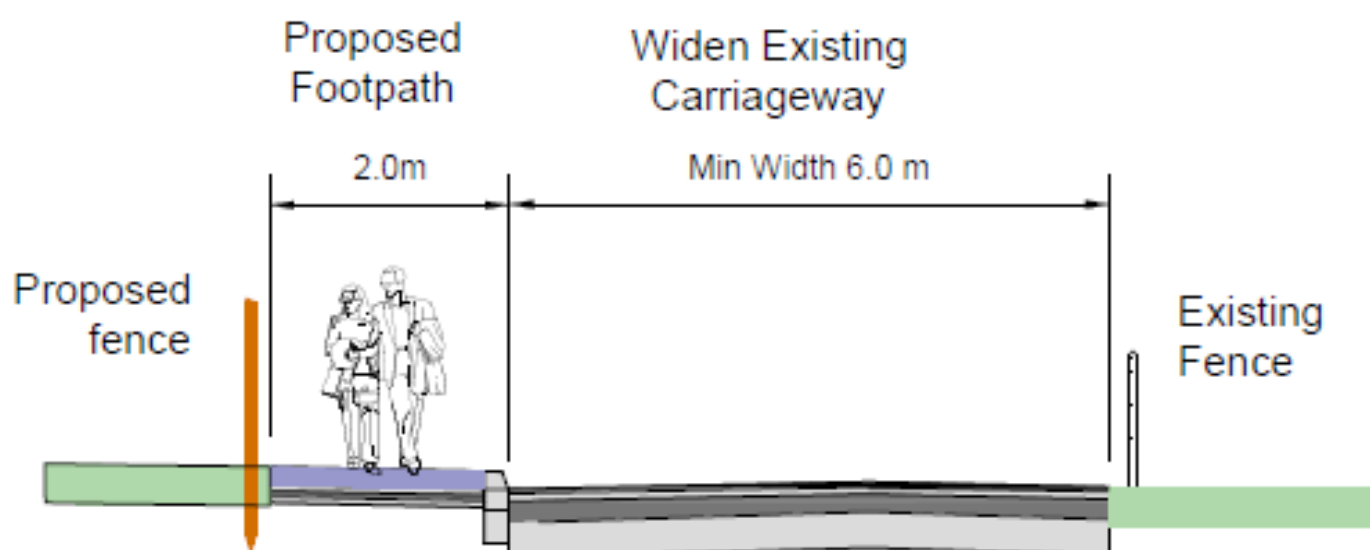 Proposed
Footpath
Widen Existing
Carriageway
2.0m
Min Width 6.0 m
Proposed
fence
Existing
Fence